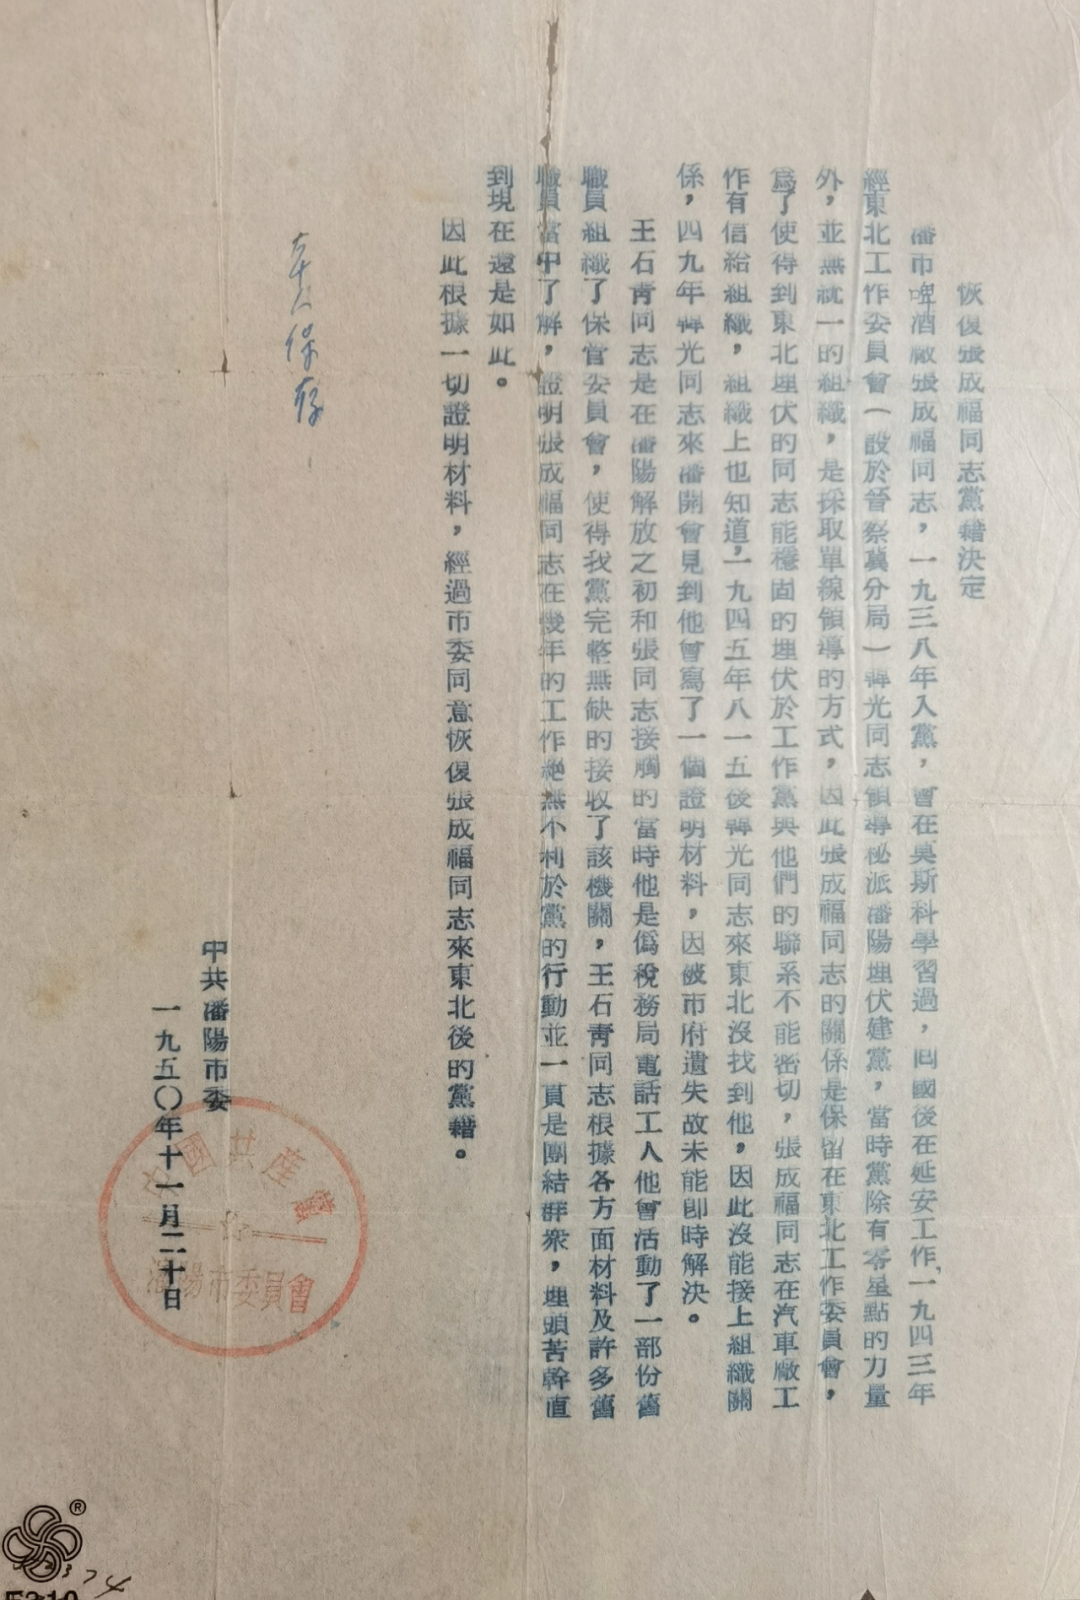 恢復張成福同志黨籍決定
瀋市啤酒廠張成福同志，一九三八年入黨，曾在莫斯科學習過，回國後在延安工作、一九四三年
經東北工作委員會（設於晉察冀分局）韓光同志領導秘派瀋陽埋伏建黨，當時黨除有零星點的力量
外，並無統一的組織，是採取單線領導的方式，因此張成福同志的關係是保留在東北工作委員會，
爲了使得到東北埋伏的同志能穩固的埋伏於工作黨與他們的聯系不能密切，張成福同志在汽車廠工
作有信給組織，組織上也知道，一九四五年八一五後韓光同志來東北沒找到他，因此沒能接上組織關
係，四九年韓光同志來瀋開會見到他會寫了一個證明材料，因被市府遺失故未能卽時解決。
王石青同志是在瀋陽解放之初和張同志接觸的當時他是僞稅務局電話工人他會活動了一部份舊
職員組織了保管委員會，使得我黨完整無缺的接收了該機關，王石青同志根據各方面材料及許多舊
職員當中了解，證明張成福同志在幾年的工作絕無不利於黨的行動並一貫是團結群衆，埋頭苦幹直
到現在還是如此。
因此根據一切證明材料，經過市委同意恢復張成福同志來東北後的黨籍。
本人保存
中共瀋陽市委
一九五〇年十一月二十日
中國共產黨
瀋陽市委員會
®
374